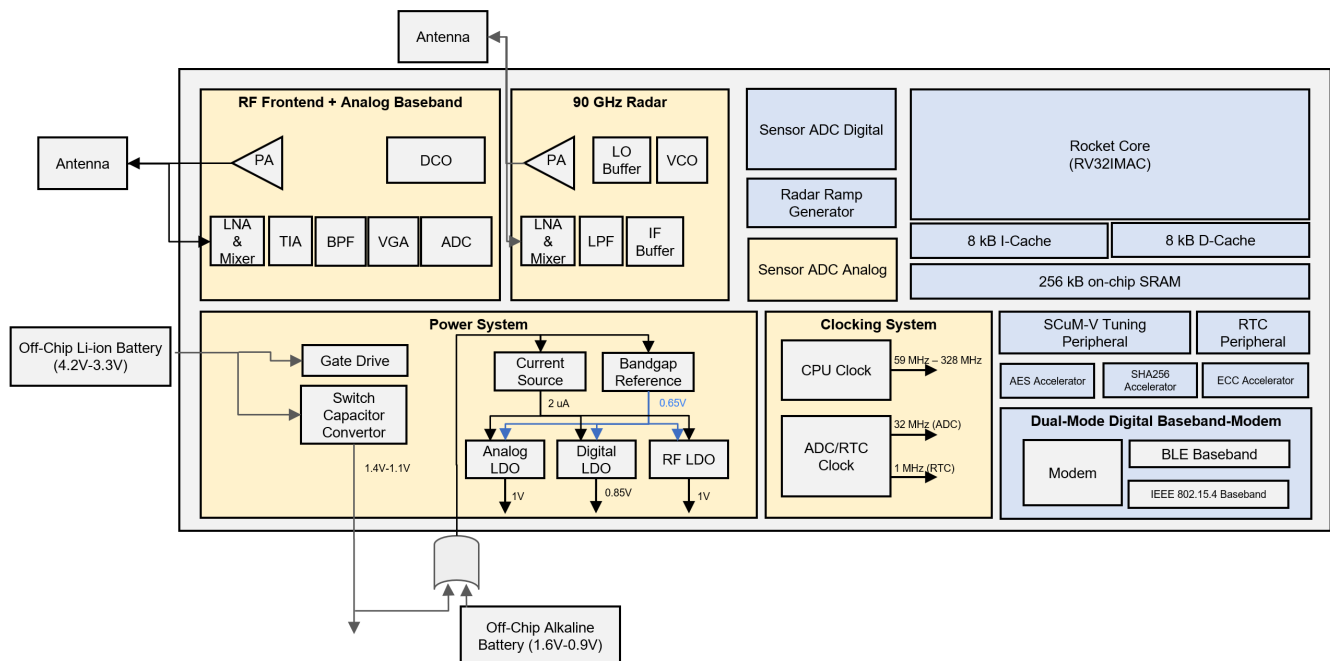 Antenna
Antenna
RF Frontend + Analog Baseband
PA
DCO
LNA
&
Mixer
TIA
BPF
VGA
ADC
90 GHz Radar
PA
LO
Buffer
VCO
LNA
&
Mixer
LPF
IF
Buffer
Sensor ADC Digital
Radar Ramp
Generator
Sensor ADC Analog
Rocket Core
(RV32IMAC)
8 kB I-Cache
8 kB D-Cache
256 kB on-chip SRAM
Off-Chip Li-ion Battery
(4.2V-3.3V)
Power System
Gate Drive
Switch
Capacitor
Convertor
1.4V-1.1V
Current
Source
Bandgap
Reference
2 uA
0.65V
Analog
LDO
Digital
LDO
RF LDO
1V
0.85V
1V
Clocking System
CPU Clock
59 MHz – 328 MHz
ADC/RTC
Clock
32 MHz (ADC)
1 MHz (RTC)
SCuM-V Tuning
Peripheral
RTC
Peripheral
AES Accelerator
SHA256
Accelerator
ECC Accelerator
Dual-Mode Digital Baseband-Modem
Modem
BLE Baseband
IEEE 802.15.4 Baseband
Off-Chip Alkaline
Battery (1.6V-0.9V)